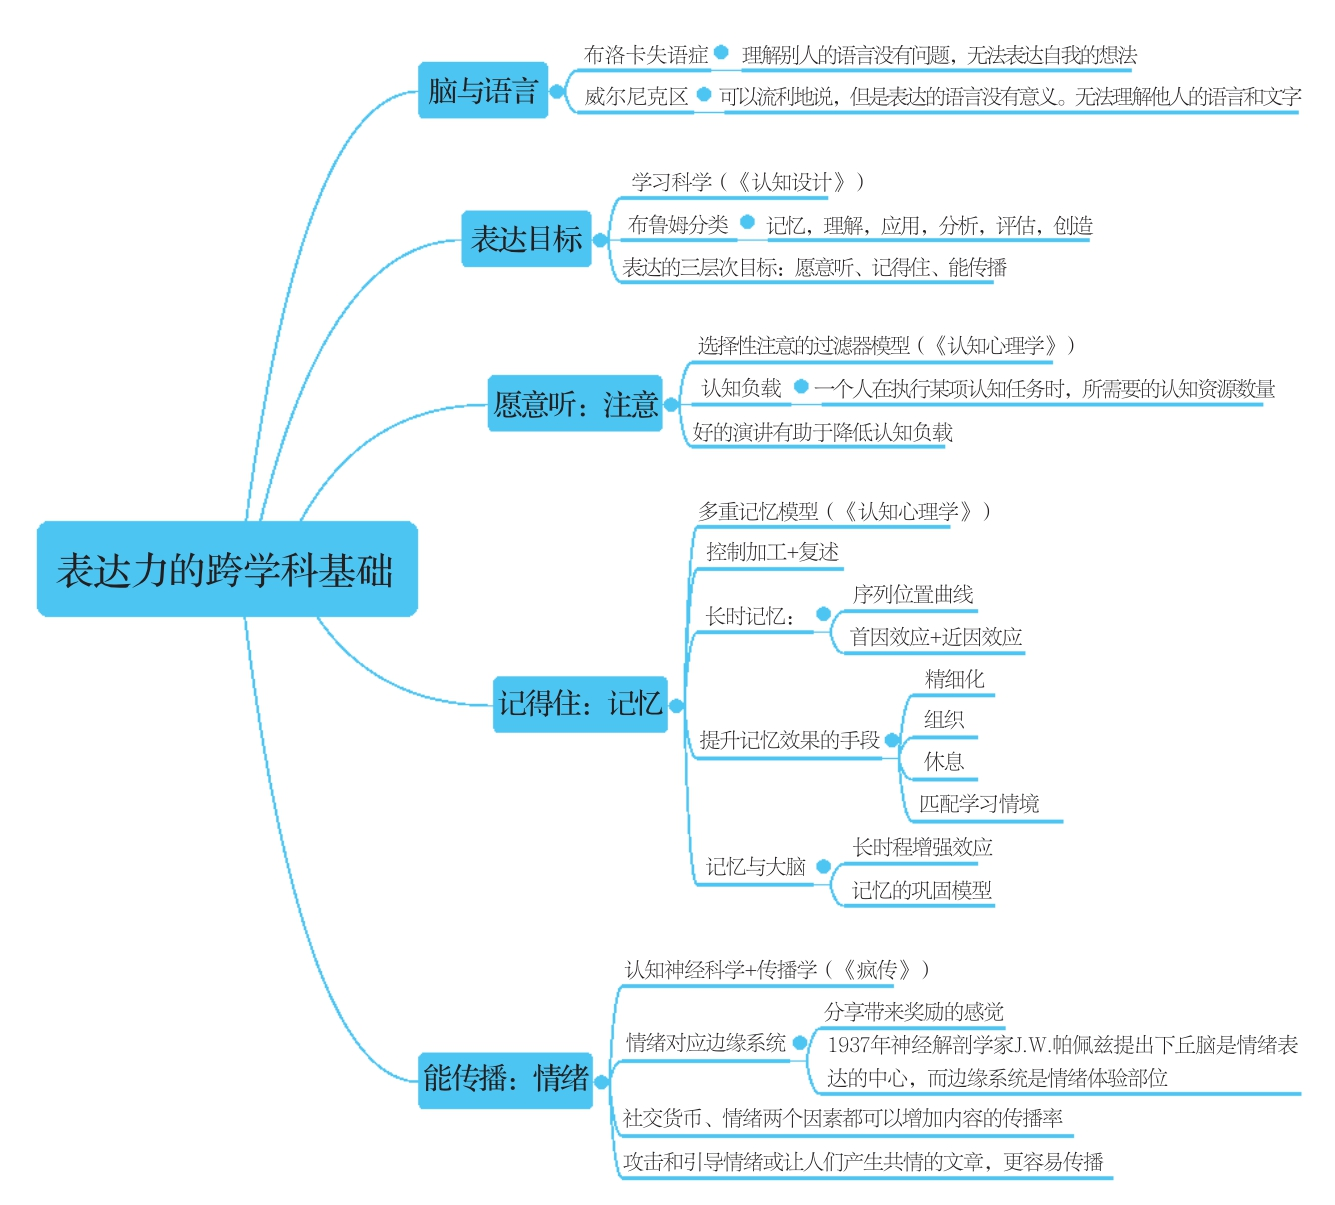 表达力的跨学科基础
脑与语言
布洛卡失语症
理解别人的语言没有问题，无法表达自我的想法
威尔尼克区
可以流利地说，但是表达的语言没有意义。无法理解他人的语言和文字
表达目标
学习科学（《认知设计》）
布鲁姆分类
记忆，理解，应用，分析，评估，创造
表达的三层次目标：愿意听、记得住、能传播
愿意听：注意
选择性注意的过滤器模型（《认知心理学》）
认知负载
一个人在执行某项认知任务时，所需要的认知资源数量
好的演讲有助于降低认知负载
记得住：记忆
多重记忆模型（《认知心理学》）
控制加工+复述
长时记忆：
序列位置曲线
首因效应+近因效应
提升记忆效果的手段
精细化
组织
休息
匹配学习情境
记忆与大脑
长时程增强效应
记忆的巩固模型
能传播：情绪
认知神经科学+传播学（《疯传》）
情绪对应边缘系统
分享带来奖励的感觉
1937年神经解剖学家J.W.帕佩兹提出下丘脑是情绪表
达的中心，而边缘系统是情绪体验部位
社交货币、情绪两个因素都可以增加内容的传播率
攻击和引导情绪或让人们产生共情的文章，更容易传播